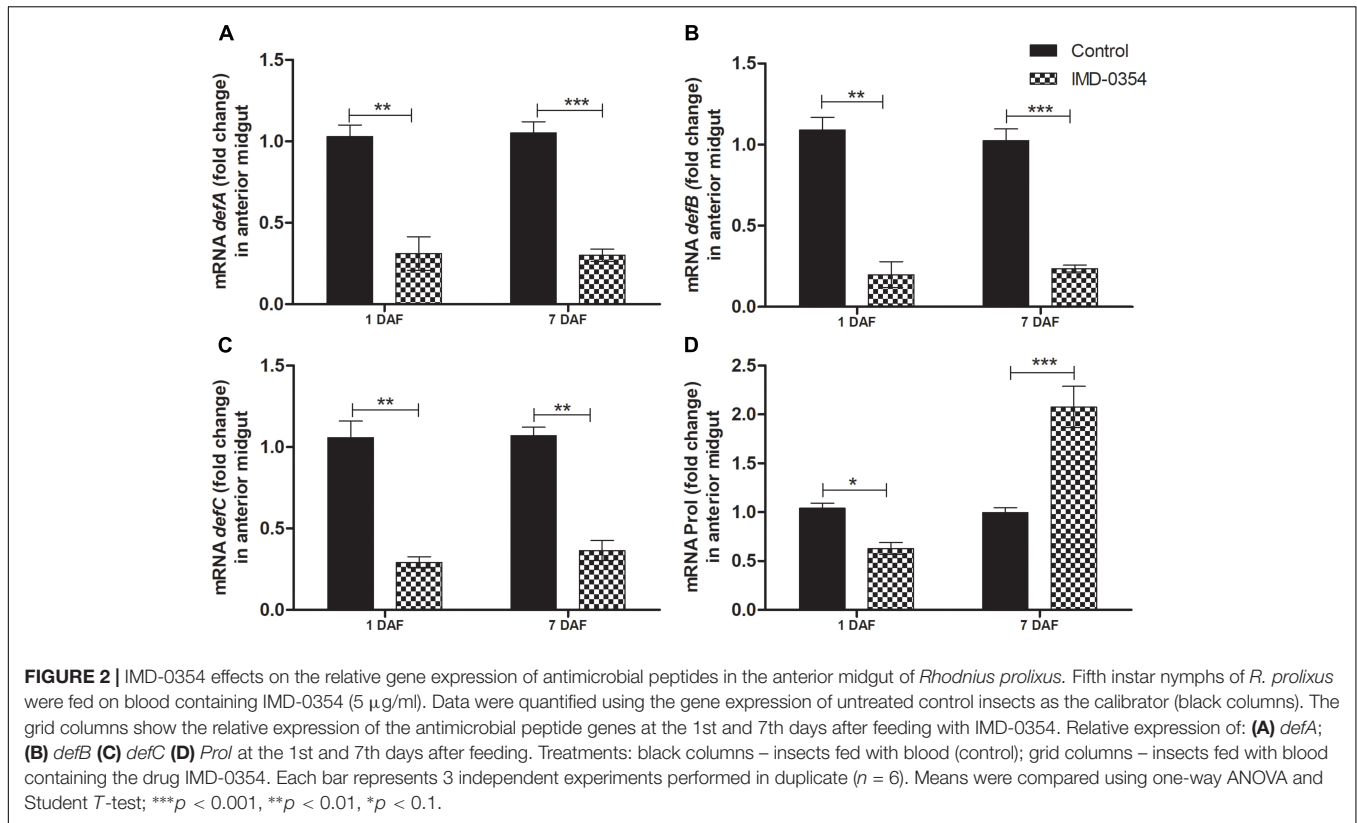 A
mRNA defA (fold change)
in anterior midgut
1.5
1.0
0.5
0.0
**
***
1 DAF
7 DAF
B
Control
IMD-0354
mRNA defB (fold change)
in anterior midgut
1.5
1.0
0.5
0.0
**
***
1 DAF
7 DAF
C
mRNA defC (fold change)
in anterior midgut
1.5
1.0
0.5
0.0
**
**
1 DAF
7 DAF
D
mRNA Prol (fold change)
in anterior midgut
2.5
2.0
1.5
1.0
0.5
0.0
*
***
1 DAF
7 DAF
FIGURE 2 | IMD-0354 effects on the relative gene expression of antimicrobial peptides in the anterior midgut of Rhodnius prolixus. Fifth instar nymphs of R. prolixus
were fed on blood containing IMD-0354 (5 μg/ml). Data were quantified using the gene expression of untreated control insects as the calibrator (black columns). The
grid columns show the relative expression of the antimicrobial peptide genes at the 1st and 7th days after feeding with IMD-0354. Relative expression of: (A) defA;
(B) defB (C) defC (D) Prol at the 1st and 7th days after feeding. Treatments: black columns – insects fed with blood (control); grid columns – insects fed with blood
containing the drug IMD-0354. Each bar represents 3 independent experiments performed in duplicate (n = 6). Means were compared using one-way ANOVA and
Student T-test; ***p < 0.001, **p < 0.01, *p < 0.1.